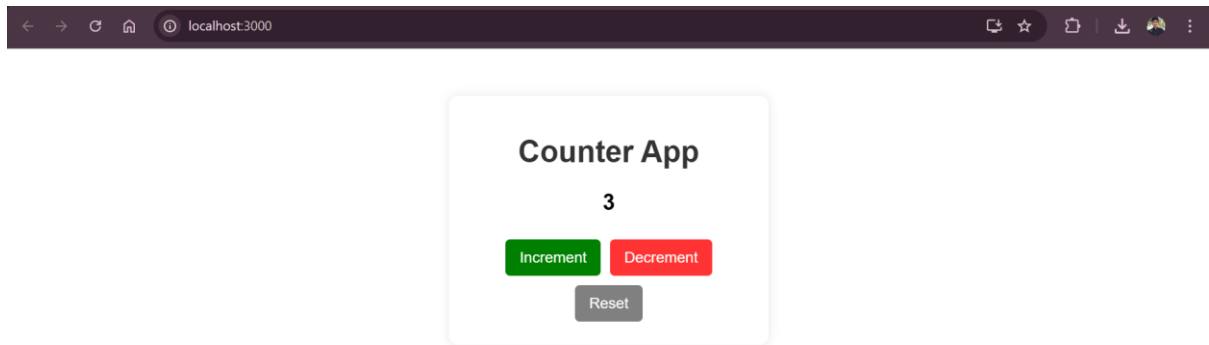 localhost:3000
Counter App
3
Increment Decrement
Reset